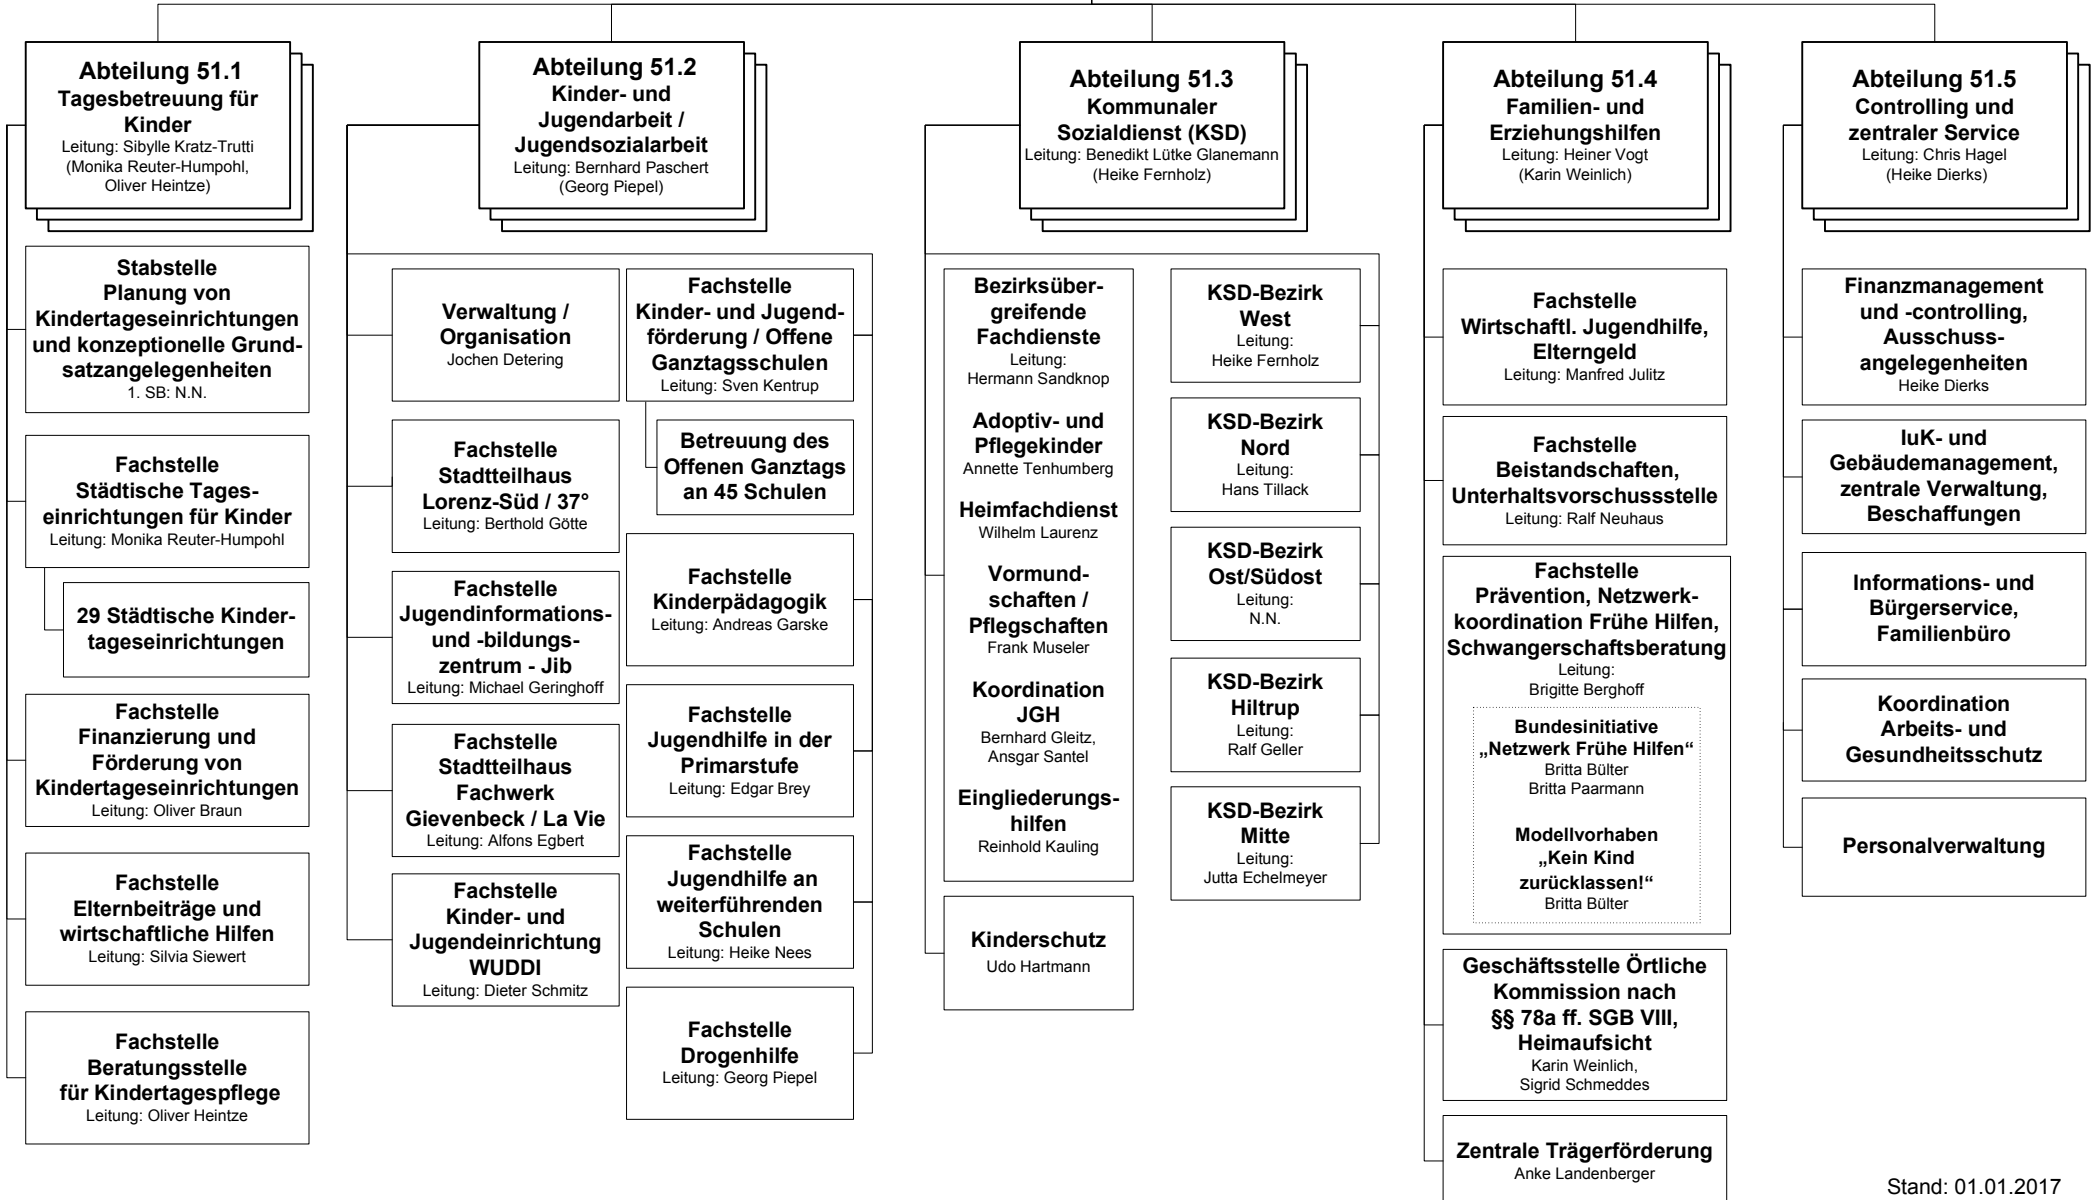 Abteilung 51.1
Tagesbetreuung für
Kinder
Leitung: Sibylle Kratz-Trutti
(Monika Reuter-Humpohl,
Oliver Heintze)
Stabstelle
Planung von
Kindertageseinrichtungen
und konzeptionelle Grund-
satzangelegenheiten
1. SB: N.N.
Fachstelle
Städtische Tages-
einrichtungen für Kinder
Leitung: Monika Reuter-Humpohl
29 Städtische Kinder-
tageseinrichtungen
Fachstelle
Finanzierung und
Förderung von
Kindertageseinrichtungen
Leitung: Oliver Braun
Fachstelle
Elternbeiträge und
wirtschaftliche Hilfen
Leitung: Silvia Siewert
Fachstelle
Beratungsstelle
für Kindertagespflege
Leitung: Oliver Heintze
Abteilung 51.2
Kinder- und
Jugendarbeit /
Jugendsozialarbeit
Leitung: Bernhard Paschert
(Georg Piepel)
Verwaltung /
Organisation
Jochen Detering
Fachstelle
Stadtteilhaus
Lorenz-Süd / 37°
Leitung: Berthold Götte
Fachstelle
Jugendinformations-
und -bildungs-
zentrum - Jib
Leitung: Michael Geringhoff
Fachstelle
Stadtteilhaus
Fachwerk
Gievenbeck / La Vie
Leitung: Alfons Egbert
Fachstelle
Kinder- und
Jugendeinrichtung
WUDDI
Leitung: Dieter Schmitz
Fachstelle
Kinder- und Jugend-
förderung / Offene
Ganztagsschulen
Leitung: Sven Kentrup
Betreuung des
Offenen Ganztags
an 45 Schulen
Fachstelle
Kinderpädagogik
Leitung: Andreas Garske
Fachstelle
Jugendhilfe in der
Primarstufe
Leitung: Edgar Brey
Fachstelle
Jugendhilfe an
weiterführenden
Schulen
Leitung: Heike Nees
Fachstelle
Drogenhilfe
Leitung: Georg Piepel
Abteilung 51.3
Kommunaler
Sozialdienst (KSD)
Leitung: Benedikt Lütke Glanemann
(Heike Fernholz)
Bezirksüber-
greifende
Fachdienste
Leitung:
Hermann Sandknop
Adoptiv- und
Pflegekinder
Annette Tenhumberg
Heimfachdienst
Wilhelm Laurenz
Vormund-
schaften /
Pflegschaften
Frank Museler
Koordination
JGH
Bernhard Gleitz,
Ansgar Santel
Eingliederungs-
hilfen
Reinhold Kauling
Kinderschutz
Udo Hartmann
KSD-Bezirk
West
Leitung:
Heike Fernholz
KSD-Bezirk
Nord
Leitung:
Hans Tillack
KSD-Bezirk
Ost/Südost
Leitung:
N.N.
KSD-Bezirk
Hiltrup
Leitung:
Ralf Geller
KSD-Bezirk
Mitte
Leitung:
Jutta Echelmeyer
Abteilung 51.4
Familien- und
Erziehungshilfen
Leitung: Heiner Vogt
(Karin Weinlich)
Fachstelle
Wirtschaftl. Jugendhilfe,
Elterngeld
Leitung: Manfred Julitz
Fachstelle
Beistandschaften,
Unterhaltsvorschussstelle
Leitung: Ralf Neuhaus
Fachstelle
Prävention, Netzwerk-
koordination Frühe Hilfen,
Schwangerschaftsberatung
Leitung:
Brigitte Berghoff
Bundesinitiative
„Netzwerk Frühe Hilfen“
Britta Bülter
Britta Paarmann
Modellvorhaben
„Kein Kind
zurücklassen!“
Britta Bülter
Geschäftsstelle Örtliche
Kommission nach
§§ 78a ff. SGB VIII,
Heimaufsicht
Karin Weinlich,
Sigrid Schmeddes
Zentrale Trägerförderung
Anke Landenberger
Abteilung 51.5
Controlling und
zentraler Service
Leitung: Chris Hagel
(Heike Dierks)
Finanzmanagement
und -controlling,
Ausschuss-
angelegenheiten
Heike Dierks
IuK- und
Gebäudemanagement,
zentrale Verwaltung,
Beschaffungen
Informations- und
Bürgerservice,
Familienbüro
Koordination
Arbeits- und
Gesundheitsschutz
Personalverwaltung
Stand: 01.01.2017